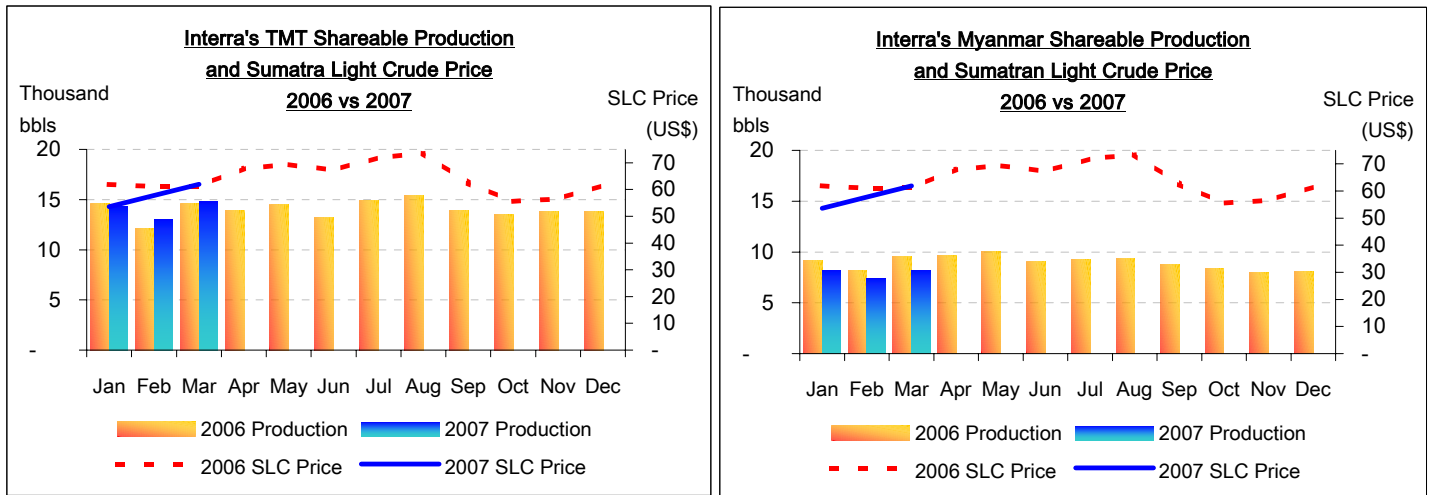 Interra's TMT Shareable Production
and Sumatra Light Crude Price
2006 vs 2007
Thousand
bbls
SLC Price
(US$)
20
15
10
5
-
70
60
50
40
30
20
10
-
Jan Feb Mar Apr May Jun Jul Aug Sep Oct Nov Dec
2006 Production
2007 Production
2006 SLC Price
2007 SLC Price
Interra's Myanmar Shareable Production
and Sumatran Light Crude Price
2006 vs 2007
Thousand
bbls
SLC Price
(US$)
20
15
10
5
-
70
60
50
40
30
20
10
-
Jan Feb Mar Apr May Jun Jul Aug Sep Oct Nov Dec
2006 Production
2007 Production
2006 SLC Price
2007 SLC Price